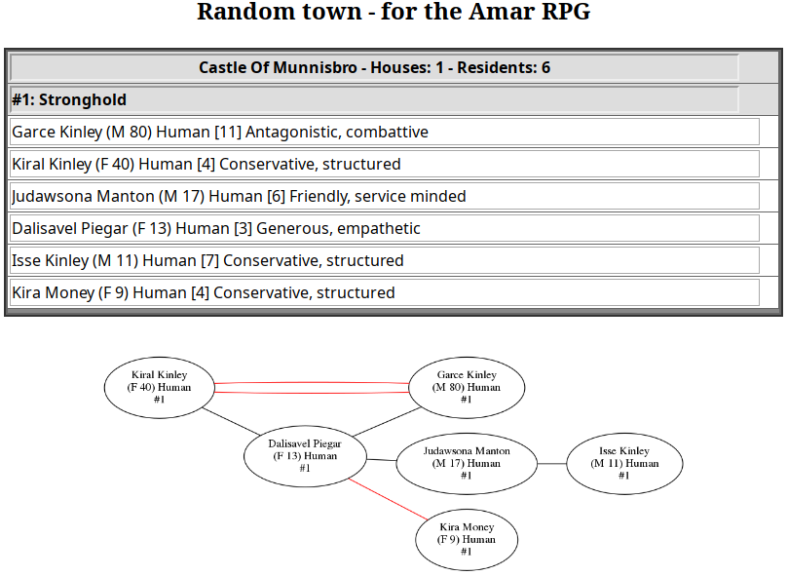 Random town - for the Amar RPG
Castle Of Munnisbro - Houses: 1 - Residents: 6
#1: Stronghold
Garce Kinley (M 80) Human [11] Antagonistic, combattive
Kiral Kinley (F 40) Human [4] Conservative, structured
Judawsona Manton (M 17) Human [6] Friendly, service minded
Dalisavel Piegar (F 13) Human [3] Generous, empathetic
Isse Kinley (M 11) Human [7] Conservative, structured
Kira Money (F 9) Human [4] Conservative, structured
Kiral Kinley
(F 40) Human
#1
Garce Kinley
(M 80) Human
#1
Dalisavel Piegar
(F 13) Human
#1
Judawsona Manton
(M 17) Human
#1
Isse Kinley
(M 11) Human
#1
Kira Money
(F 9) Human
#1